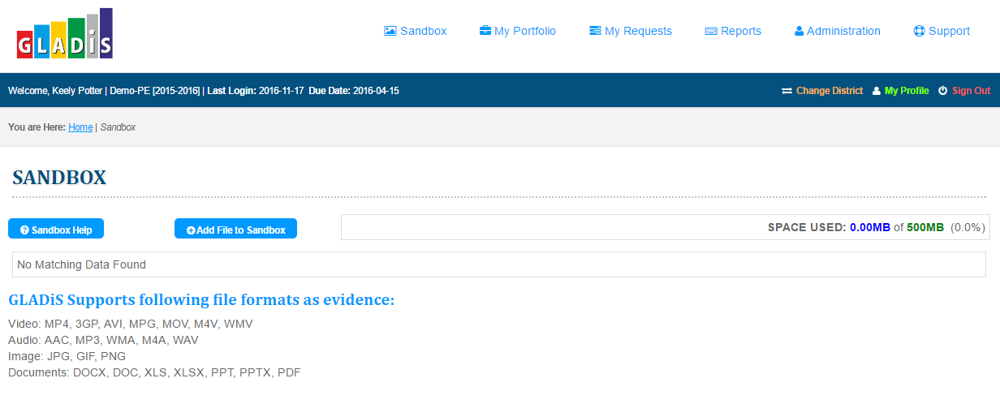 GLADiS
Sandbox My Portfolio My Requests Reports Administration Support
Welcome, Keely Potter | Demo-PE [2015-2016] | Last Login: 2016-11-17 Due Date: 2016-04-15 Change District My Profile Sign Out
You are Here: Home | Sandbox
SANDBOX
Sandbox Help Add File to Sandbox SPACE USED: 0.00MB of 500MB (0.0%)
No Matching Data Found
GLADiS Supports following file formats as evidence:
Video: MP4, 3GP, AVI, MPG, MOV, M4V, WMV
Audio: AAC, MP3, WMA, M4A, WAV
Image: JPG, GIF, PNG
Documents: DOCX, DOC, XLS, XLSX, PPT, PPTX, PDF